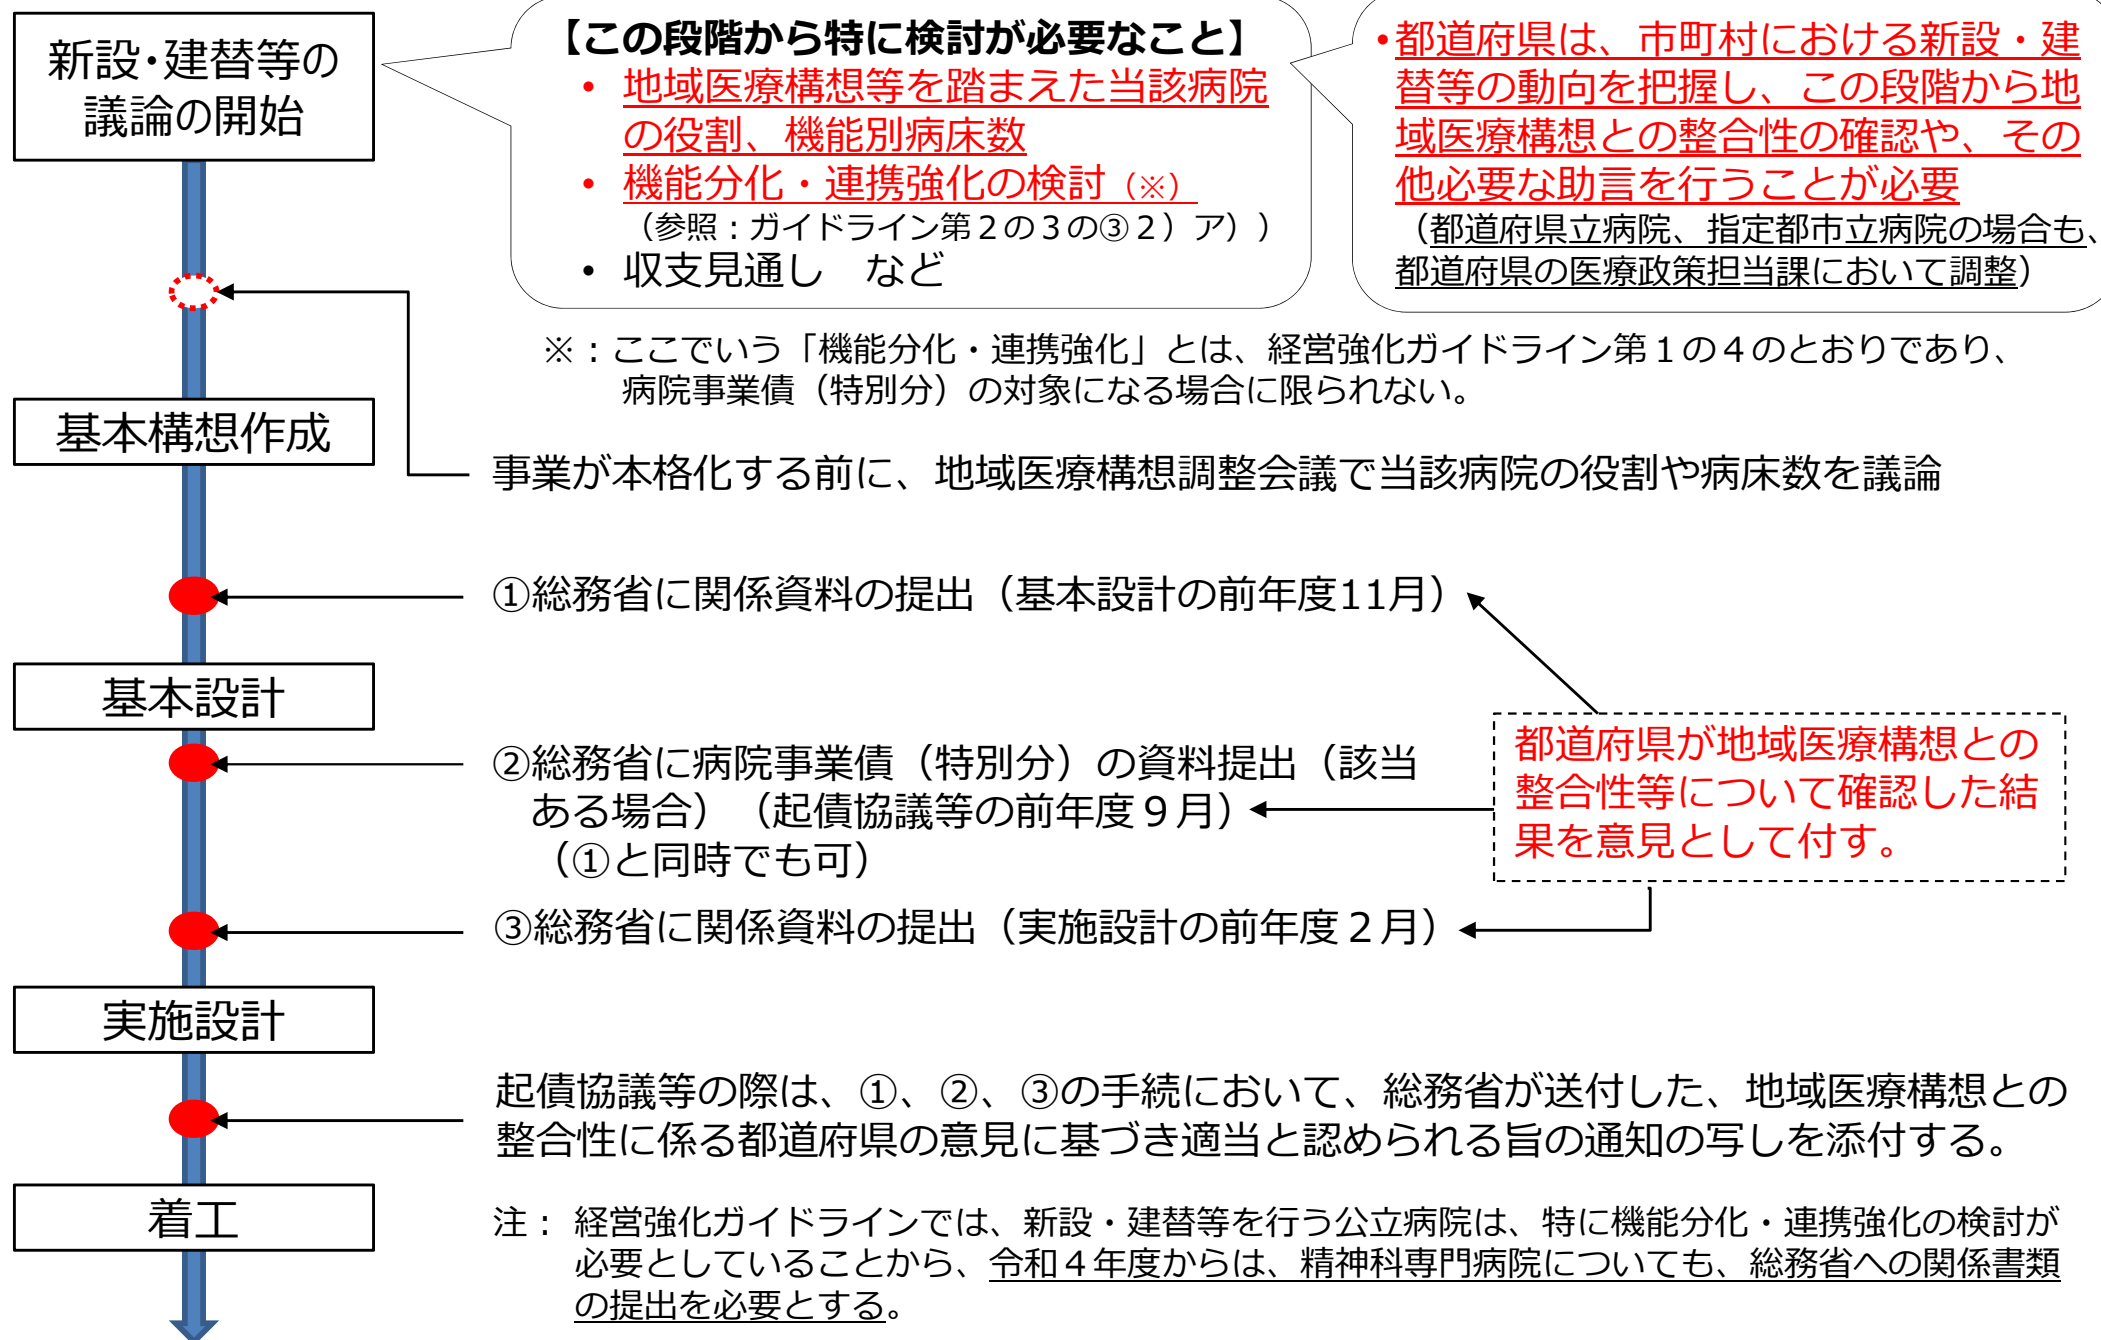 新設・建替等の
議論の開始
【この段階から特に検討が必要なこと】
• 地域医療構想等を踏まえた当該病院
の役割、機能別病床数
• 機能分化・連携強化の検討（※）
（参照：ガイドライン第２の３の③２）ア））
• 収支見通し　など
•都道府県は、市町村における新設・建
替等の動向を把握し、この段階から地
域医療構想との整合性の確認や、その
他必要な助言を行うことが必要
（都道府県立病院、指定都市立病院の場合も、
都道府県の医療政策担当課において調整）
※：ここでいう「機能分化・連携強化」とは、経営強化ガイドライン第１の４のとおりであり、
病院事業債（特別分）の対象になる場合に限られない。
基本構想作成
事業が本格化する前に、地域医療構想調整会議で当該病院の役割や病床数を議論
①総務省に関係資料の提出（基本設計の前年度11月）
基本設計
②総務省に病院事業債（特別分）の資料提出（該当
ある場合）（起債協議等の前年度９月）
（①と同時でも可）
都道府県が地域医療構想との
整合性等について確認した結
果を意見として付す。
③総務省に関係資料の提出（実施設計の前年度２月）
実施設計
起債協議等の際は、①、②、③の手続において、総務省が送付した、地域医療構想との
整合性に係る都道府県の意見に基づき適当と認められる旨の通知の写しを添付する。
着工
注： 経営強化ガイドラインでは、新設・建替等を行う公立病院は、特に機能分化・連携強化の検討が
必要としていることから、令和４年度からは、精神科専門病院についても、総務省への関係書類
の提出を必要とする。